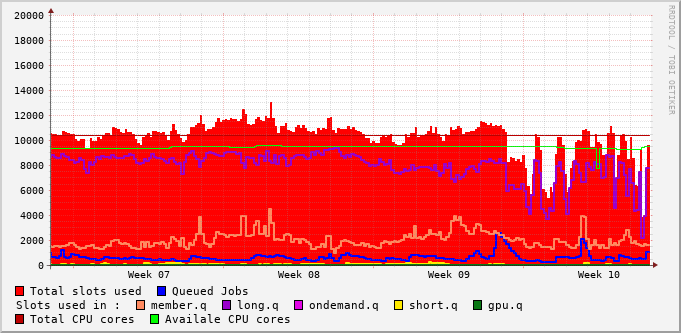 20000
18000
16000
14000
12000
10000
8000
6000
4000
2000
0
Week 07 Week 08 Week 09 Week 10
RRDTOOL / TOBI OETIKER
Total slots used Queued Jobs
Slots used in : member.q long.q ondemand.q short.q gpu.q
Total CPU cores Availale CPU cores